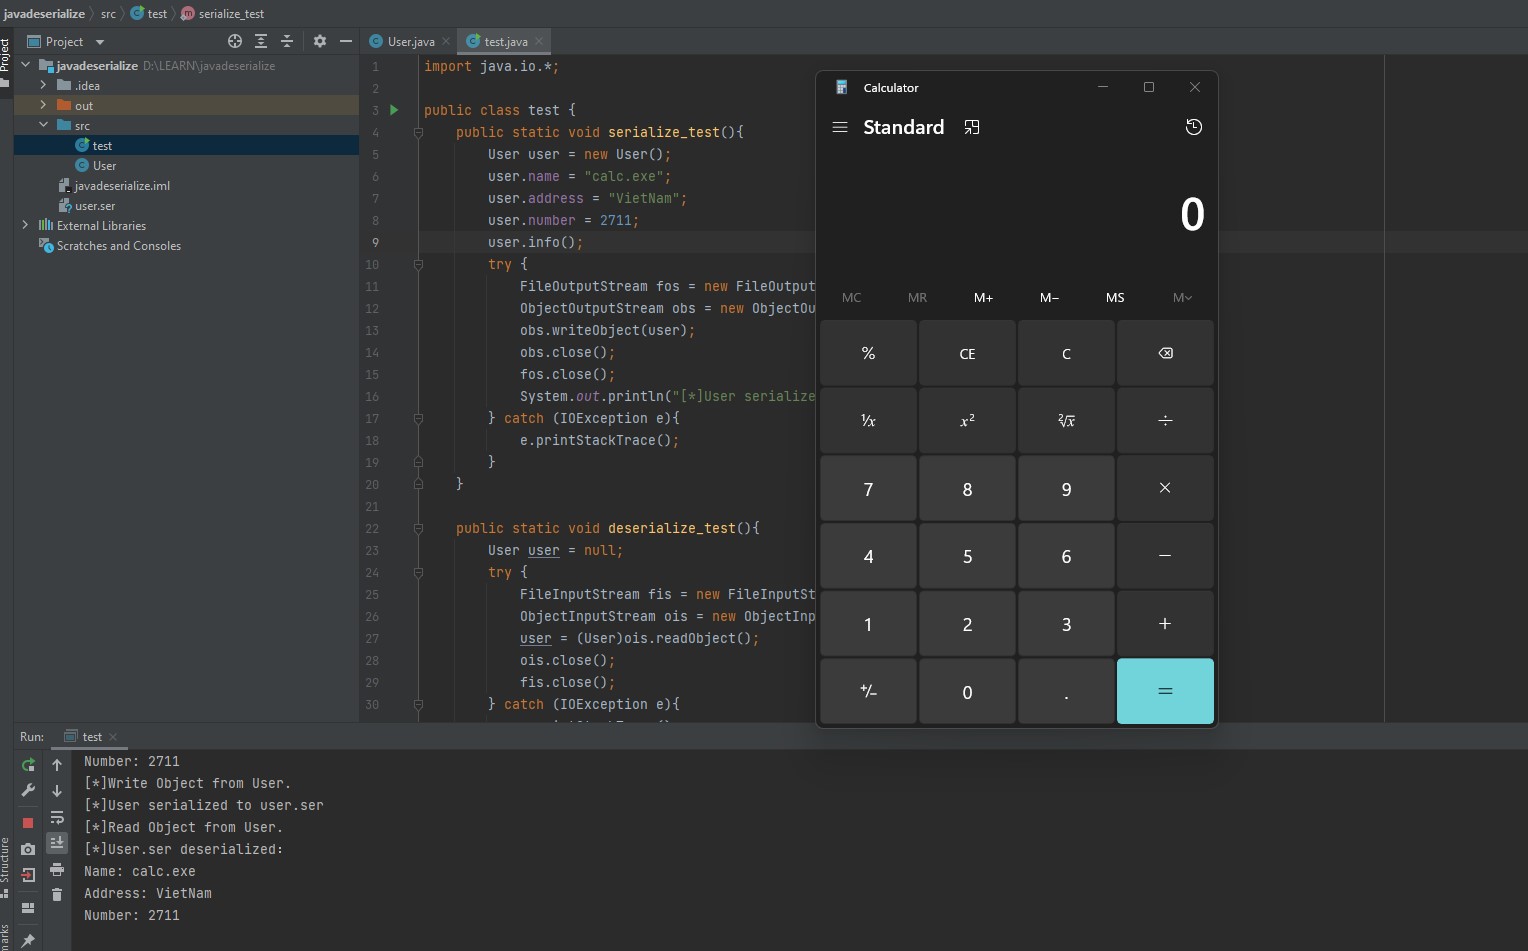 javadeserialize src test serialize_test
Project
Project
javadeserialize D:\LEARN\javadeserialize
.idea
out
src
test
User
javadeserialize.iml
user.ser
External Libraries
Scratches and Consoles
User.java test.java
1 import java.io.*;
2
3 public class test {
4 public static void serialize_test(){
5 User user = new User();
6 user.name = "calc.exe";
7 user.address = "VietNam";
8 user.number = 2711;
9 user.info();
10 try {
11 FileOutputStream fos = new FileOutput
12 ObjectOutputStream obs = new ObjectOu
13 obs.writeObject(user);
14 obs.close();
15 fos.close();
16 System.out.println("[*]User serialize
17 } catch (IOException e){
18 e.printStackTrace();
19 }
20 }
21
22 public static void deserialize_test(){
23 User user = null;
24 try {
25 FileInputStream fis = new FileInputSt
26 ObjectInputStream ois = new ObjectInp
27 user = (User)ois.readObject();
28 ois.close();
29 fis.close();
30 } catch (IOException e){
Calculator
Standard
0
MC MR M+ M− MS M
% CE C
⅟x x² ²√x ÷
7 8 9 ×
4 5 6 −
1 2 3 +
+/− 0 . =
Run: test
Number: 2711
[*]Write Object from User.
[*]User serialized to user.ser
[*]Read Object from User.
[*]User.ser deserialized:
Name: calc.exe
Address: VietNam
Number: 2711
Structure